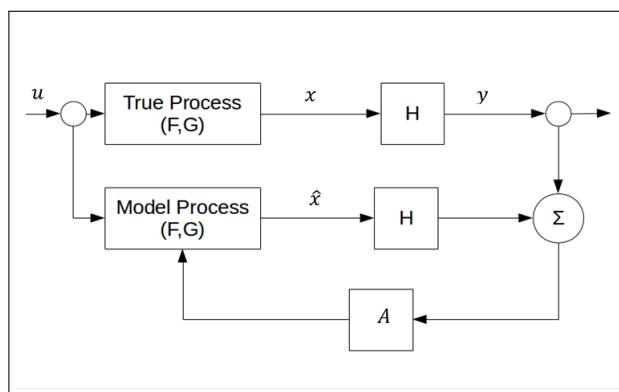 u
True Process
(F,G)
x
H
y
Model Process
(F,G)
x̂
H
Σ
A